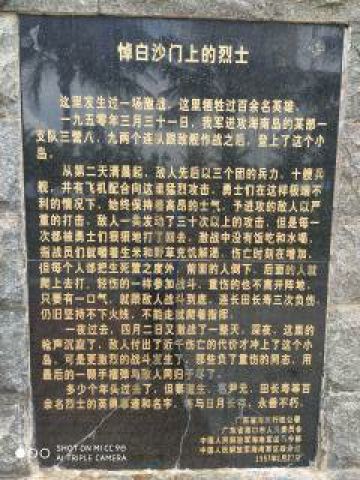 悼白沙门上的烈士
这里发生过一场激战，这里牺牲过百余名英雄。
一九五〇年三月三十一日，我军进攻海南岛的某部一
支队三营八、九两个连队跟敌舰作战之后，登上了这个小
岛。
从第二天清晨起，敌人先后以三个团的兵力、十艘兵
舰、并有飞机配合向这里猛烈攻击，勇士们在这样极端不
利的情况下，始终保持着高昂的士气，予进攻的敌人以严
重的打击，敌人一共发动了三十次以上的攻击，但是每一
次都被勇士们狠狠地打了回去。激战中没有饭吃和水喝，
指战员们就嚼着生米和野草充饥解渴。伤亡时刻在增加，
但每个人都把生死置之度外，前面的人倒下，后面的人就
爬上去打，轻伤的一样参加战斗，重伤的也不离开阵地，
只要有一口气，就跟敌人战斗到底。连长田长寿三次负伤
仍旧坚持不下火线，不能走就爬着指挥。
一夜过去，四月二日又激战了一整天。深夜，这里的
枪声沉寂了，敌人付出了近千伤亡的代价才冲上了这个小
岛。可是更激烈的战斗发生了，那些负了重伤的同志，用
最后的一颗手榴弹与敌人同归于尽了。
多少个年头过去了，但
田长寿等百
余名烈士的英勇事迹和名字，将与日月长存，永垂不朽。
SHOT ON MI CC 9
AI TRIPLE CAMERA